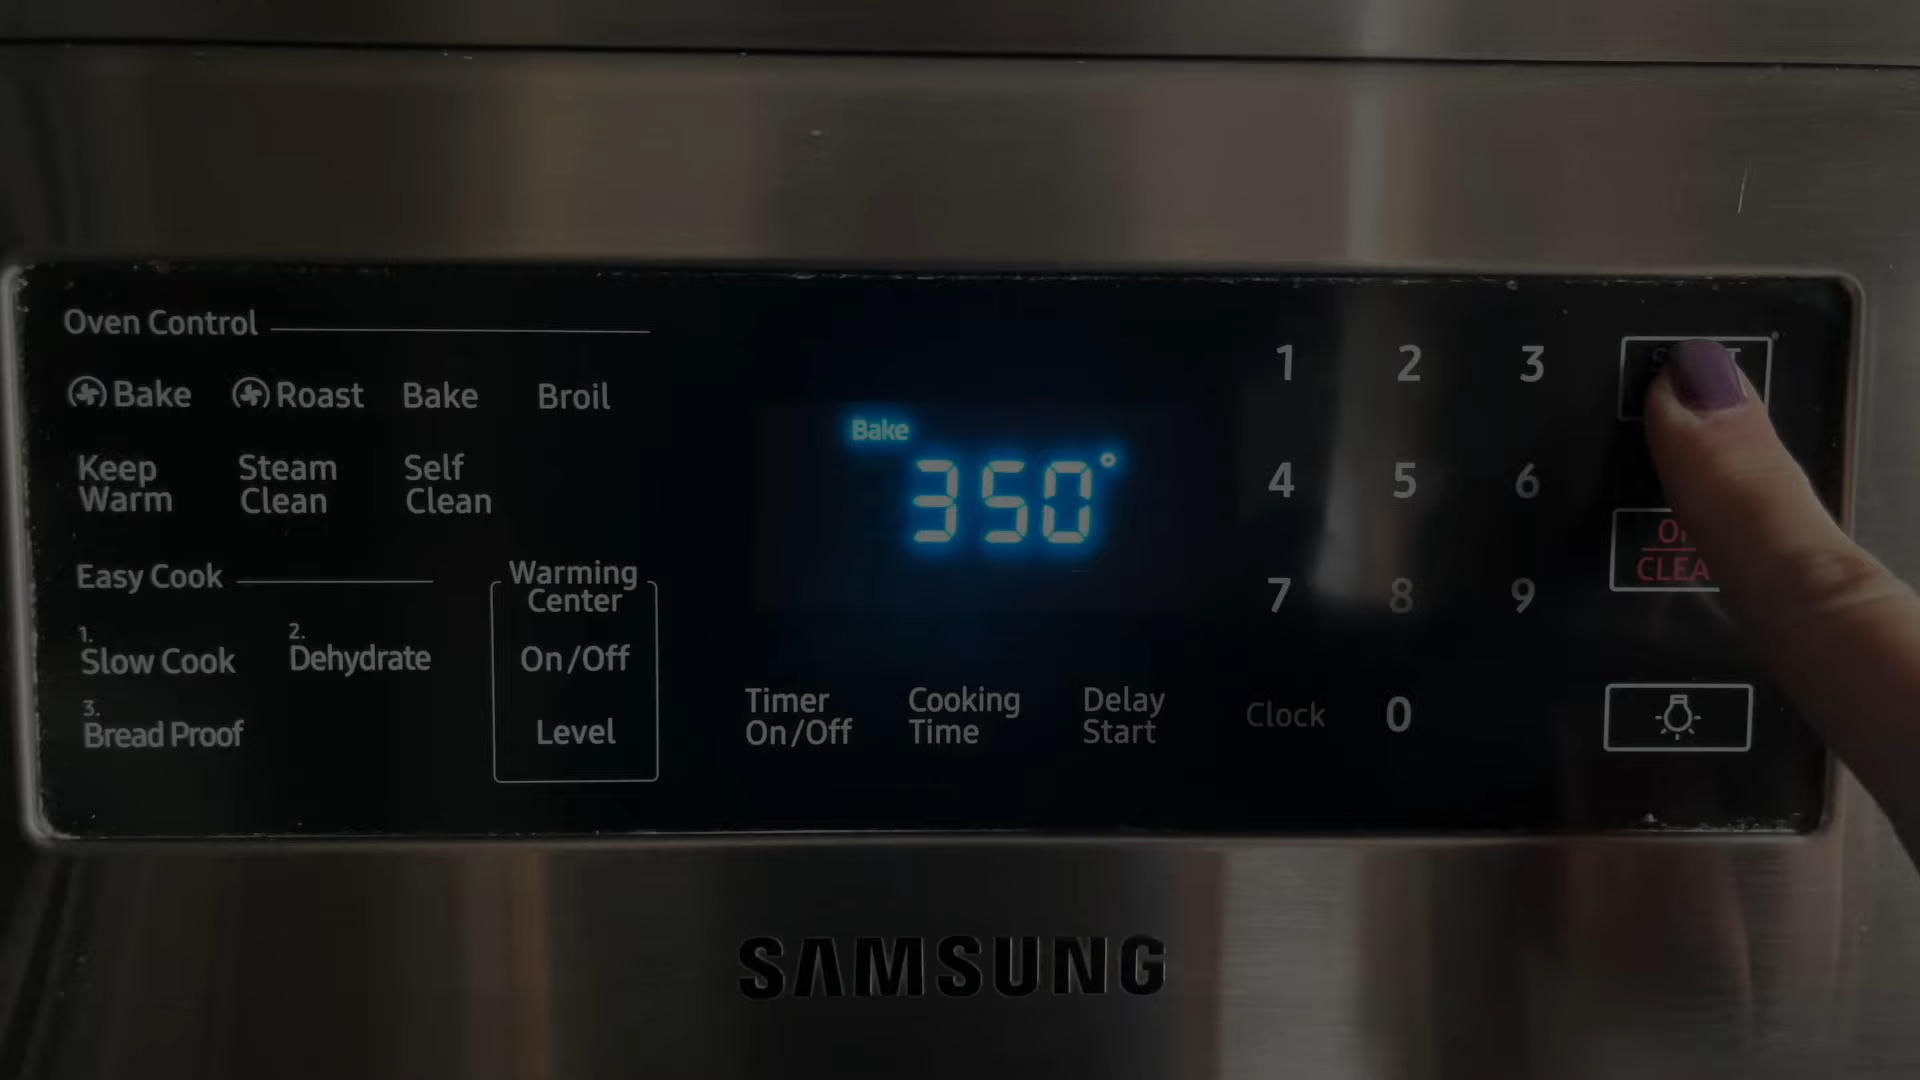 Oven Control
Bake Roast Bake Broil
Keep Warm
Steam Clean
Self Clean
Easy Cook
1. Slow Cook
2. Dehydrate
3. Bread Proof
Warming Center
On/Off
Level
Bake
350°
Timer On/Off
Cooking Time
Delay Start
1 2 3
4 5 6
7 8 9
Clock 0
SAMSUNG